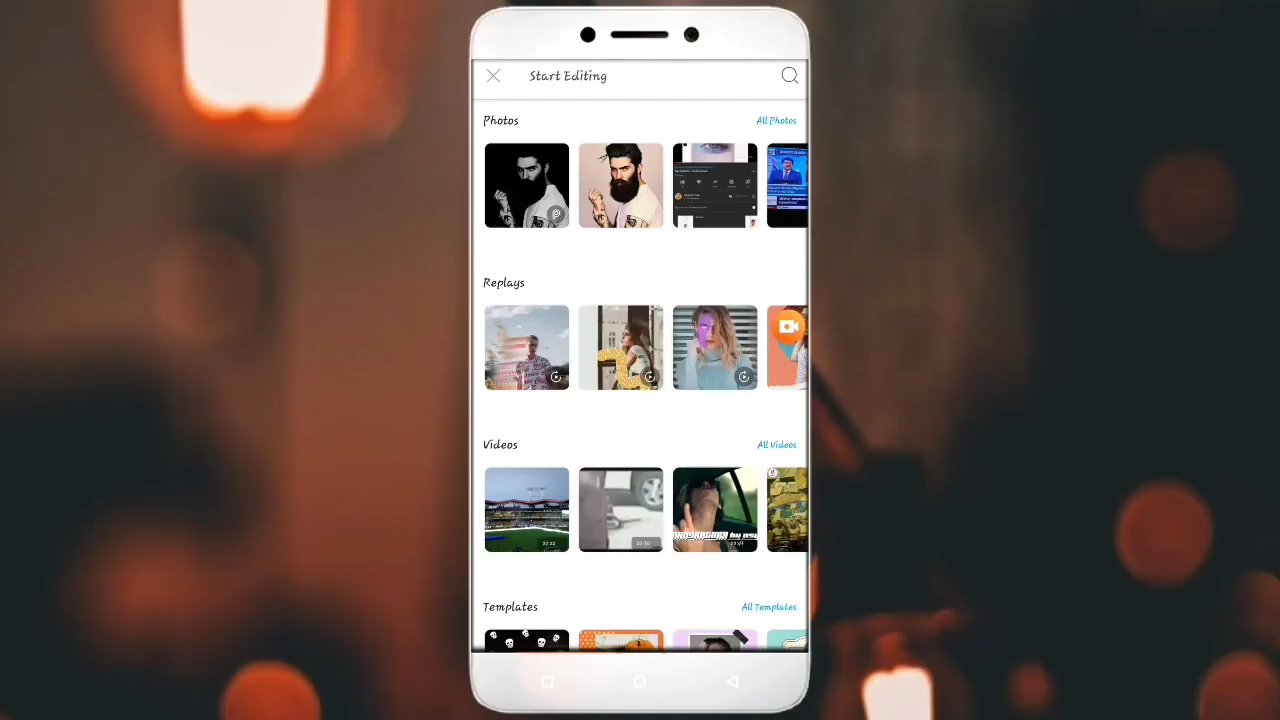 Start Editing
Photos
All Photos
Replays
Videos
All Videos
Templates
All Templates